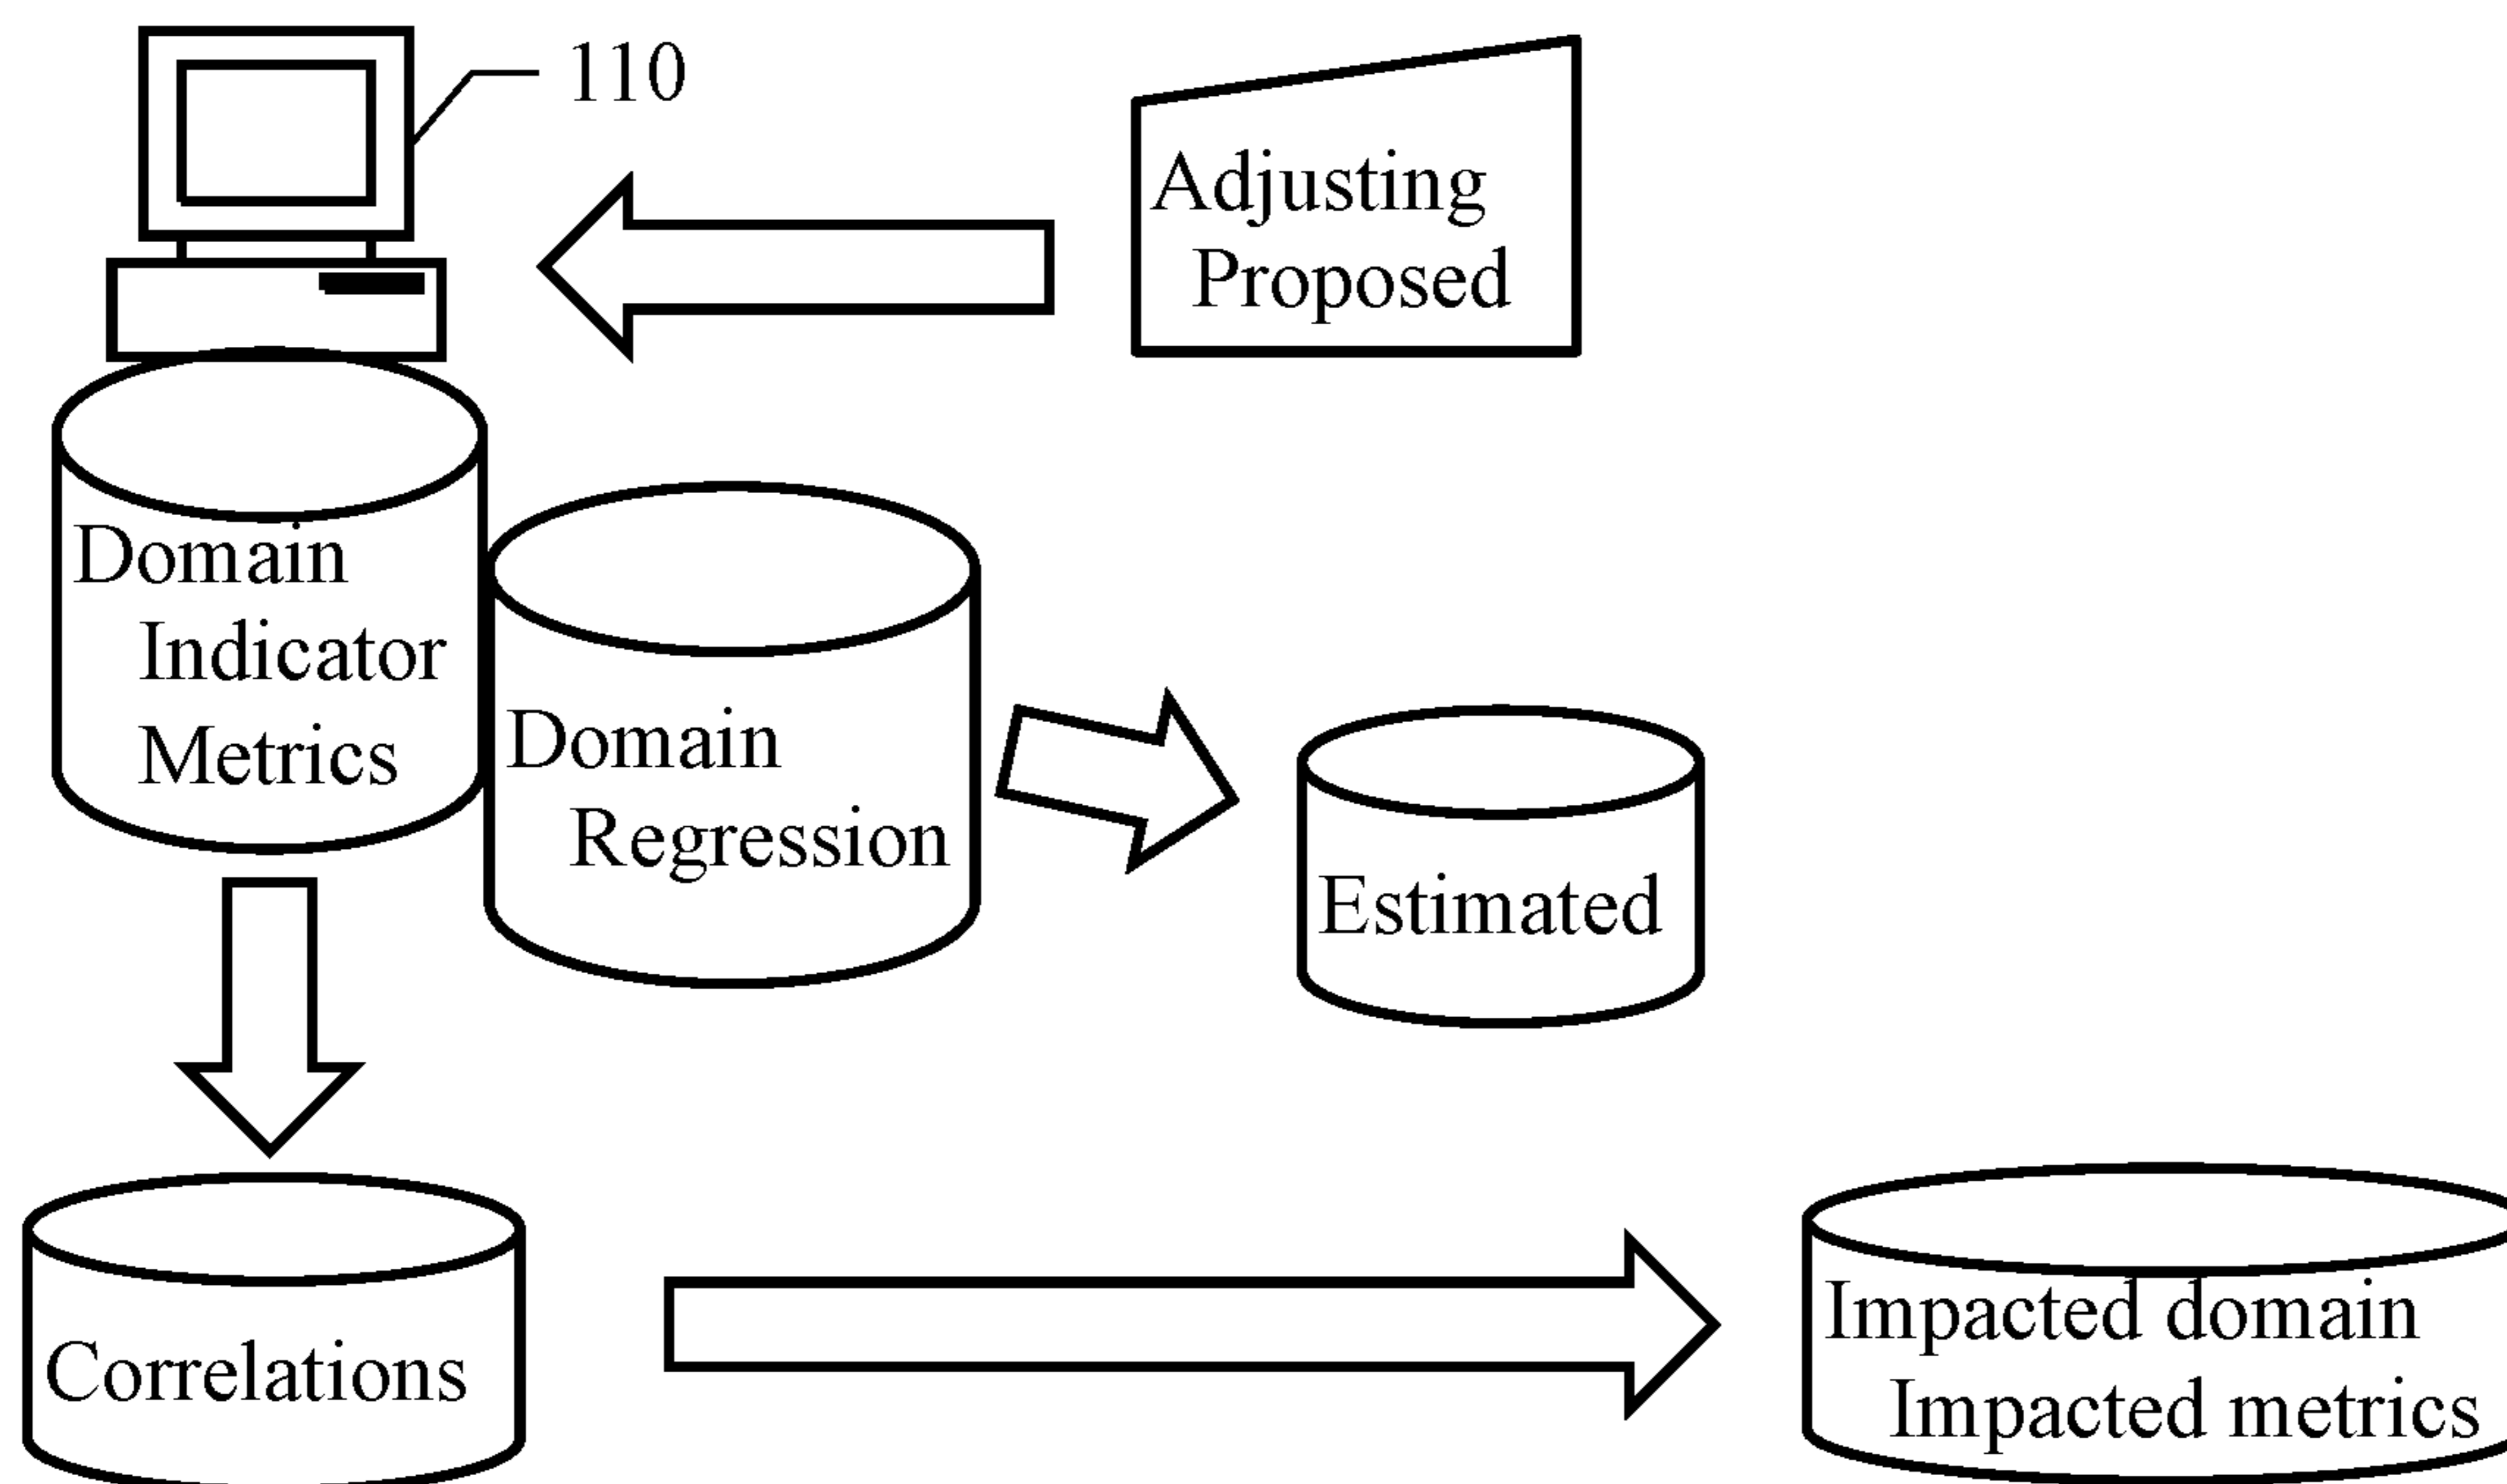 110
Adjusting
Proposed
Domain
Indicator
Metrics
Domain
Regression
Estimated
Correlations
Impacted domain
Impacted metrics